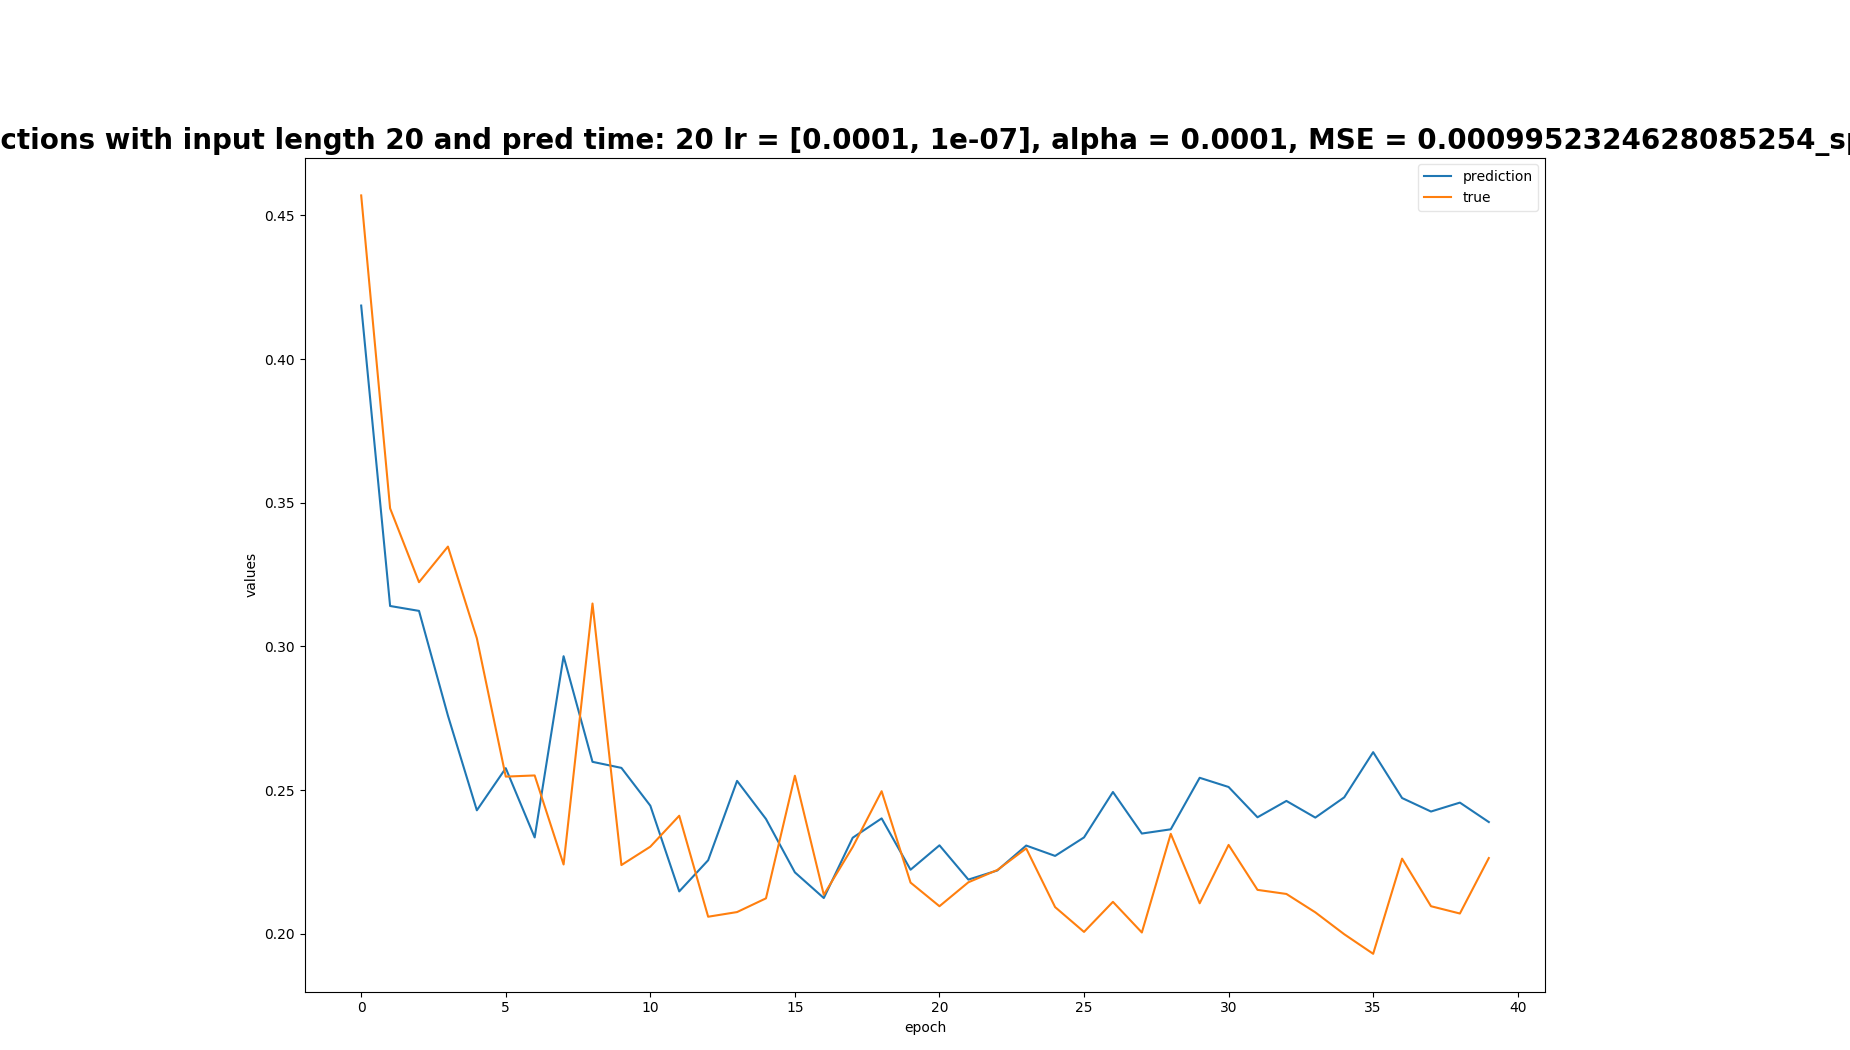 ctions with input length 20 and pred time: 20 lr = [0.0001, 1e-07], alpha = 0.0001, MSE = 0.0009952324628085254_sp
prediction
true
0.45
0.40
0.35
0.30
0.25
0.20
values
0 5 10 15 20 25 30 35 40
epoch